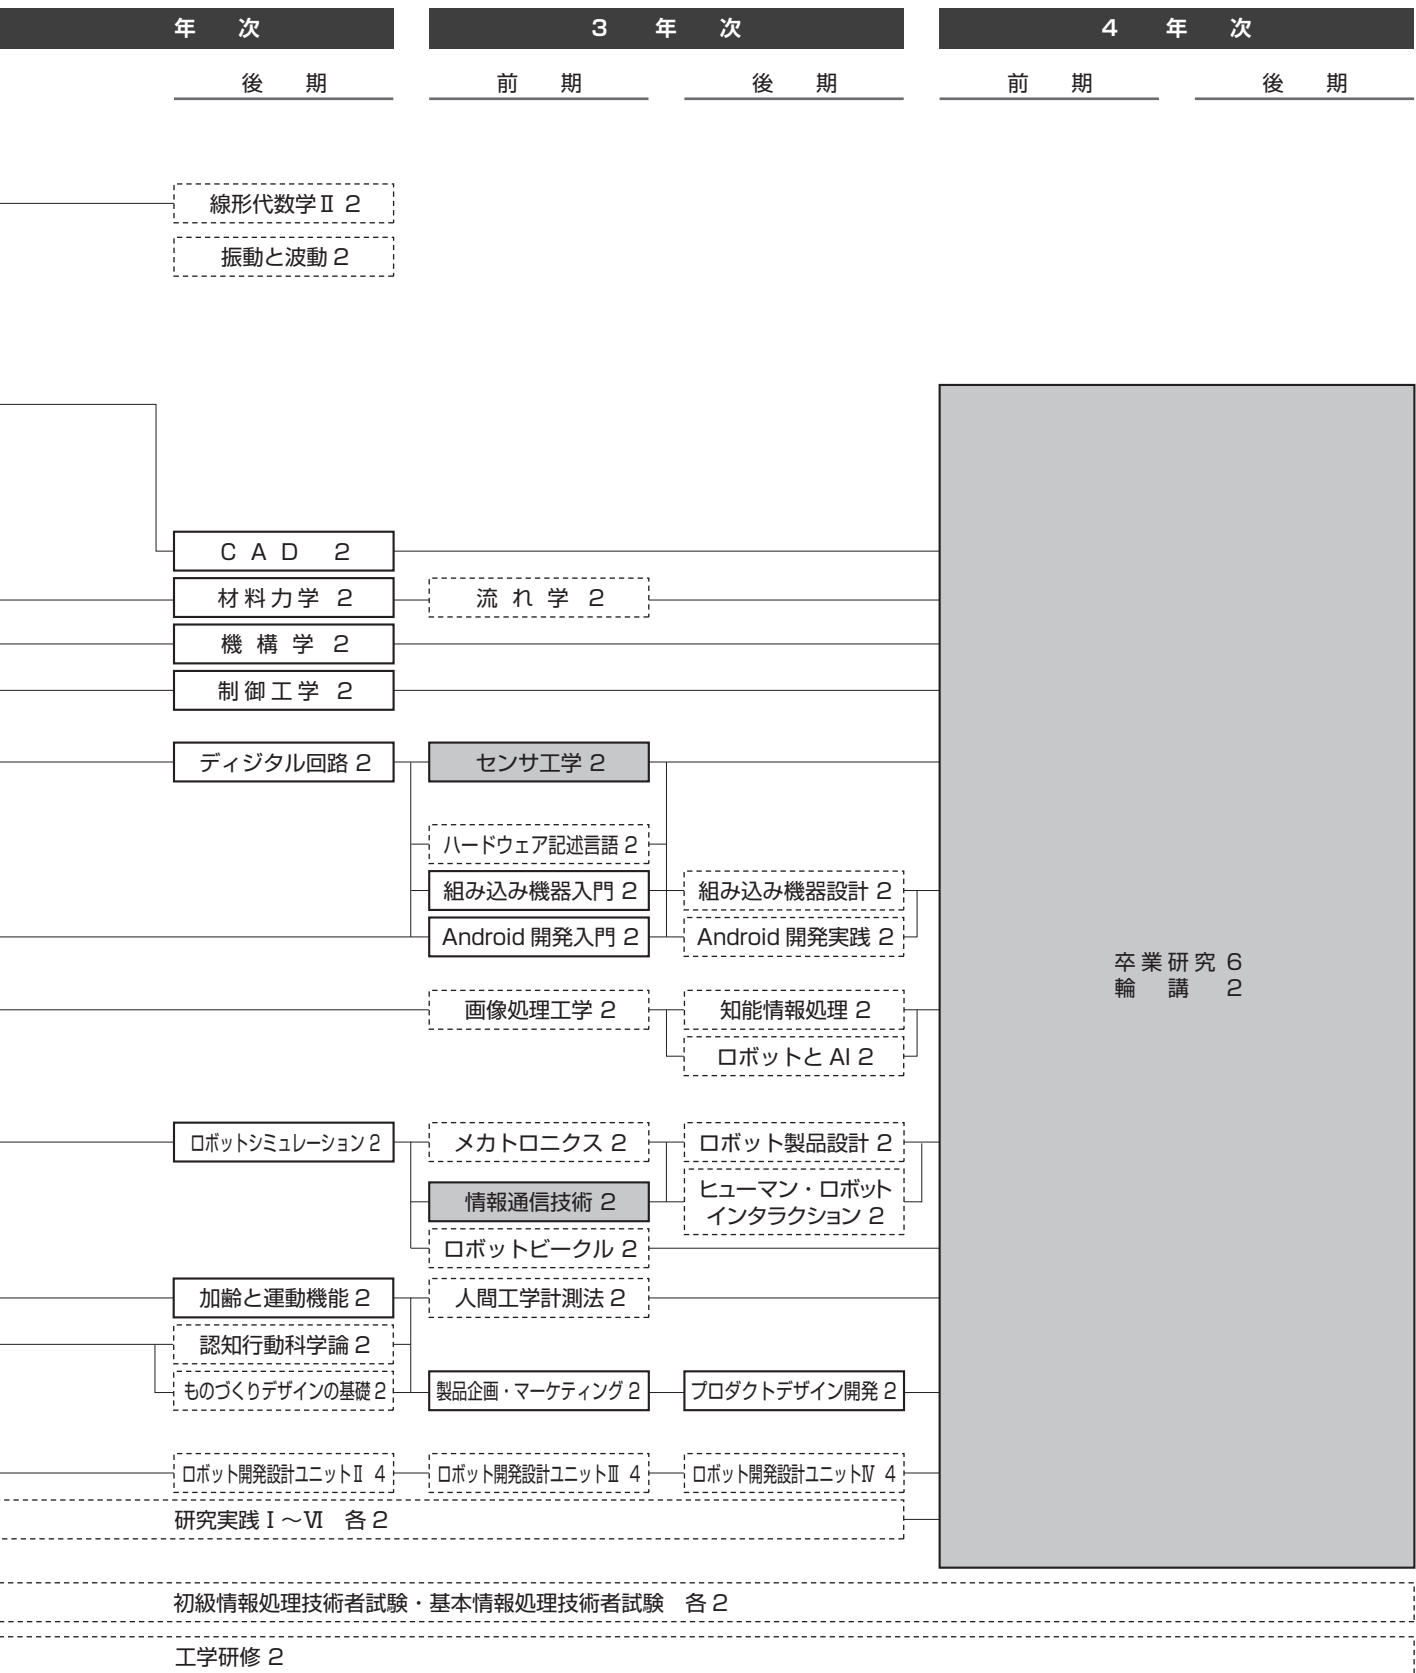 年 次
3 年 次
4 年 次
後 期
前 期
後 期
前 期
後 期
線形代数学Ⅱ 2
振動と波動 2
CAD 2
材料力学 2
流れ学 2
機構学 2
制御工学 2
ディジタル回路 2
センサ工学 2
ハードウェア記述言語 2
組み込み機器入門 2
組み込み機器設計 2
Android 開発入門 2
Android 開発実践 2
卒業研究 6
輪講 2
画像処理工学 2
知能情報処理 2
ロボットと AI 2
ロボットシミュレーション 2
メカトロニクス 2
ロボット製品設計 2
情報通信技術 2
ヒューマン・ロボット
インタラクション 2
ロボットビークル 2
加齢と運動機能 2
人間工学計測法 2
認知行動科学論 2
ものづくりデザインの基礎 2
製品企画・マーケティング 2
プロダクトデザイン開発 2
ロボット開発設計ユニットⅡ 4
ロボット開発設計ユニットⅢ 4
ロボット開発設計ユニットⅣ 4
研究実践Ⅰ～Ⅵ 各2
初級情報処理技術者試験・基本情報処理技術者試験 各2
工学研修 2